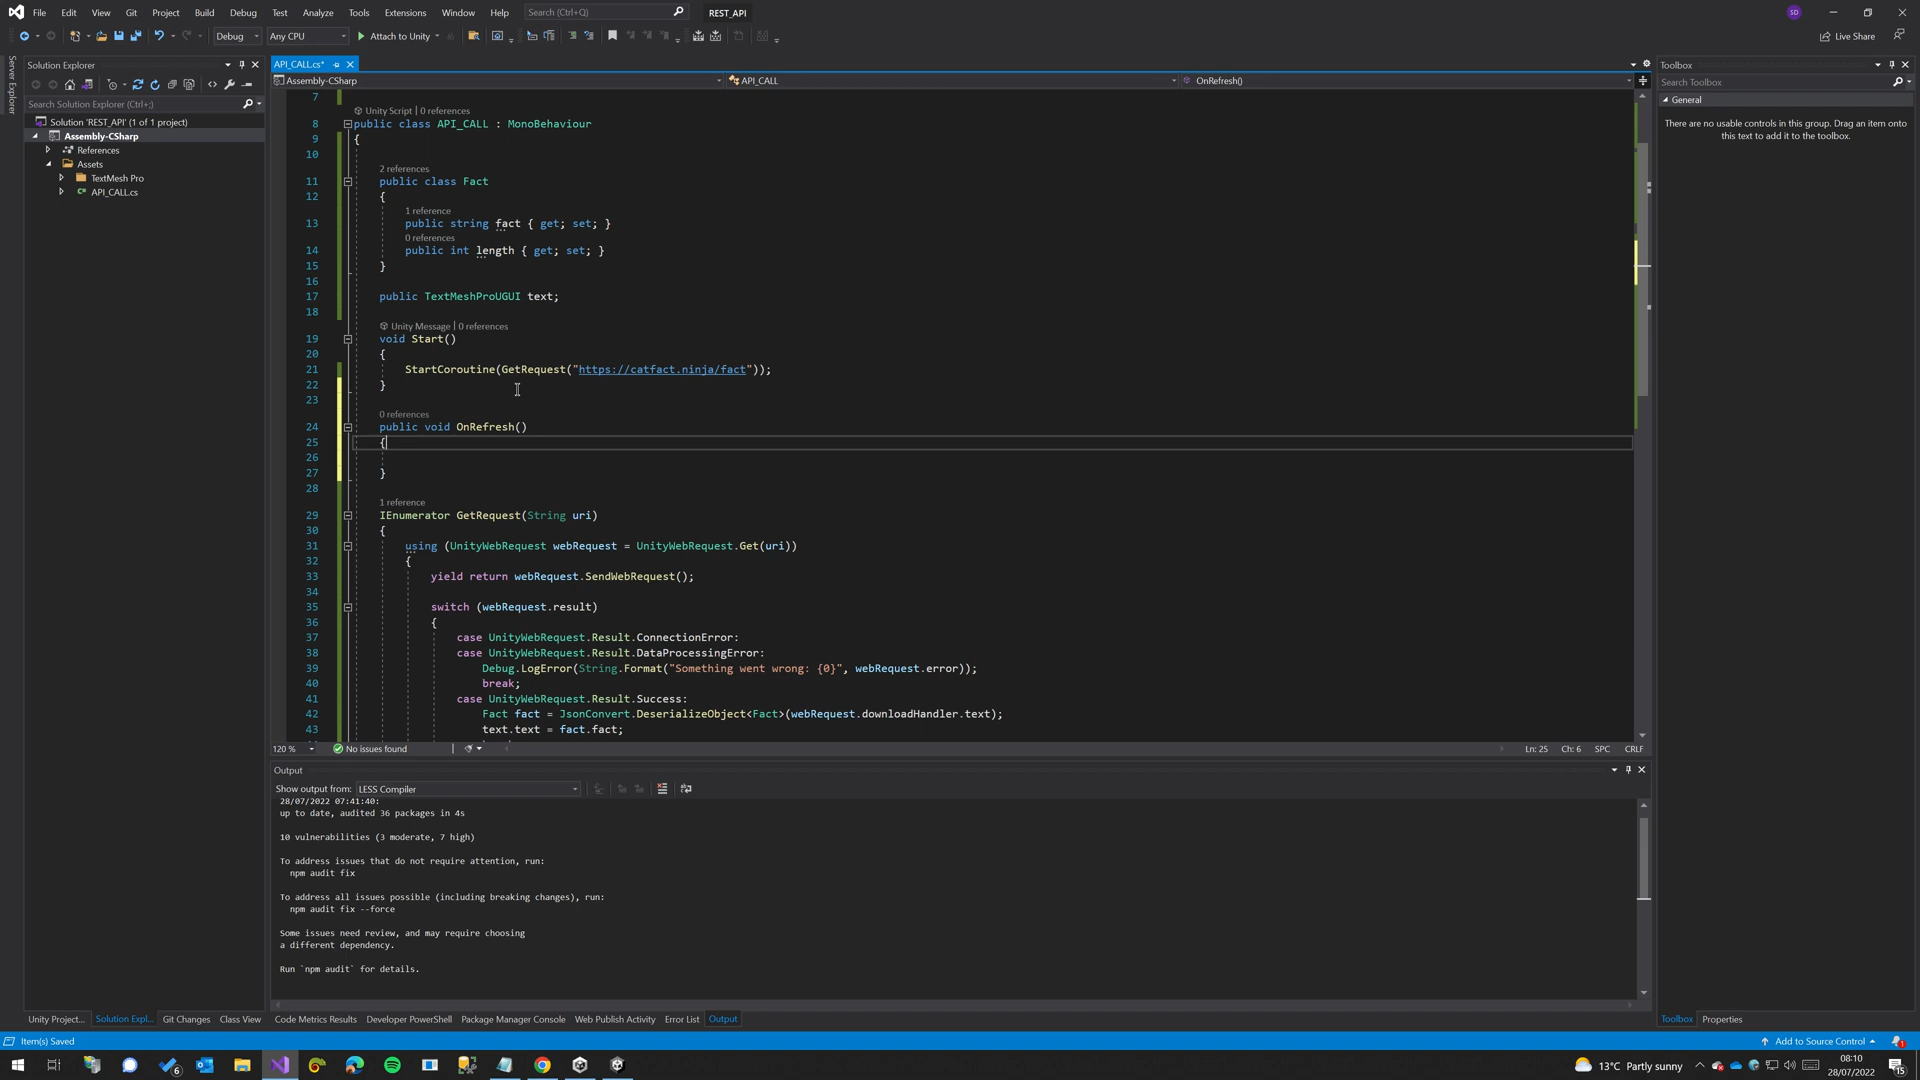 File Edit View Git Project Build Debug Test Analyze Tools Extensions Window Help Search (Ctrl+Q) REST_API SD
Debug Any CPU Attach to Unity Live Share
Server Explorer
Solution Explorer
Search Solution Explorer (Ctrl+;)
Solution 'REST_API' (1 of 1 project)
Assembly-CSharp
References
Assets
TextMesh Pro
API_CALL.cs
API_CALL.cs*
Assembly-CSharp API_CALL OnRefresh()
7
Unity Script | 0 references
8 public class API_CALL : MonoBehaviour
9 {
10
2 references
11 public class Fact
12 {
1 reference
13 public string fact { get; set; }
0 references
14 public int length { get; set; }
15 }
16
17 public TextMeshProUGUI text;
18
Unity Message | 0 references
19 void Start()
20 {
21 StartCoroutine(GetRequest("https://catfact.ninja/fact"));
22 }
23
0 references
24 public void OnRefresh()
25 {
26
27 }
28
1 reference
29 IEnumerator GetRequest(String uri)
30 {
31 using (UnityWebRequest webRequest = UnityWebRequest.Get(uri))
32 {
33 yield return webRequest.SendWebRequest();
34
35 switch (webRequest.result)
36 {
37 case UnityWebRequest.Result.ConnectionError:
38 case UnityWebRequest.Result.DataProcessingError:
39 Debug.LogError(String.Format("Something went wrong: {0}", webRequest.error));
40 break;
41 case UnityWebRequest.Result.Success:
42 Fact fact = JsonConvert.DeserializeObject<Fact>(webRequest.downloadHandler.text);
43 text.text = fact.fact;
120 % No issues found Ln: 25 Ch: 6 SPC CRLF
Output
Show output from: LESS Compiler
28/07/2022 07:41:40:
up to date, audited 36 packages in 4s
10 vulnerabilities (3 moderate, 7 high)
To address issues that do not require attention, run:
npm audit fix
To address all issues possible (including breaking changes), run:
npm audit fix --force
Some issues need review, and may require choosing
a different dependency.
Run `npm audit` for details.
Toolbox
Search Toolbox
General
There are no usable controls in this group. Drag an item onto
this text to add it to the toolbox.
Unity Project... Solution Expl... Git Changes Class View Code Metrics Results Developer PowerShell Package Manager Console Web Publish Activity Error List Output Toolbox Properties
Item(s) Saved Add to Source Control 1
6 13°C Partly sunny 08:10
28/07/2022 15